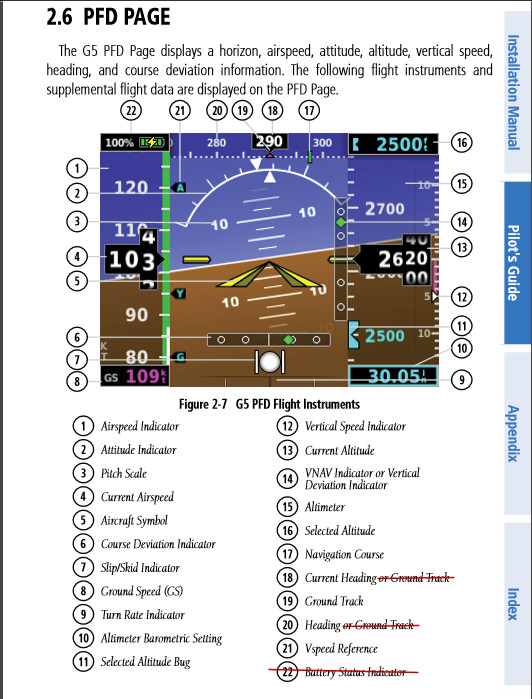 2.6 PFD PAGE
The G5 PFD Page displays a horizon, airspeed, attitude, altitude, vertical speed,
heading, and course deviation information. The following flight instruments and
supplemental flight data are displayed on the PFD Page.
22 21 20 19 18 17
100% 280 290 300 2500 FT
16
1
120 A
10
15
2
2700
3
10 10
5
14
110
4
40
13
4
103
2620
5
00
5
12
Y
10 10
90
11
6
2500
10
10
7
K
T
80 G
8
GS 109 KT
30.05 IN
9
Figure 2-7 G5 PFD Flight Instruments
1 Airspeed Indicator
2 Attitude Indicator
3 Pitch Scale
4 Current Airspeed
5 Aircraft Symbol
6 Course Deviation Indicator
7 Slip/Skid Indicator
8 Ground Speed (GS)
9 Turn Rate Indicator
10 Altimeter Barometric Setting
11 Selected Altitude Bug
12 Vertical Speed Indicator
13 Current Altitude
14 VNAV Indicator or Vertical
Deviation Indicator
15 Altimeter
16 Selected Altitude
17 Navigation Course
18 Current Heading or Ground Track
19 Ground Track
20 Heading or Ground Track
21 Vspeed Reference
22 Battery Status Indicator
Installation Manual
Pilot's Guide
Appendix
Index